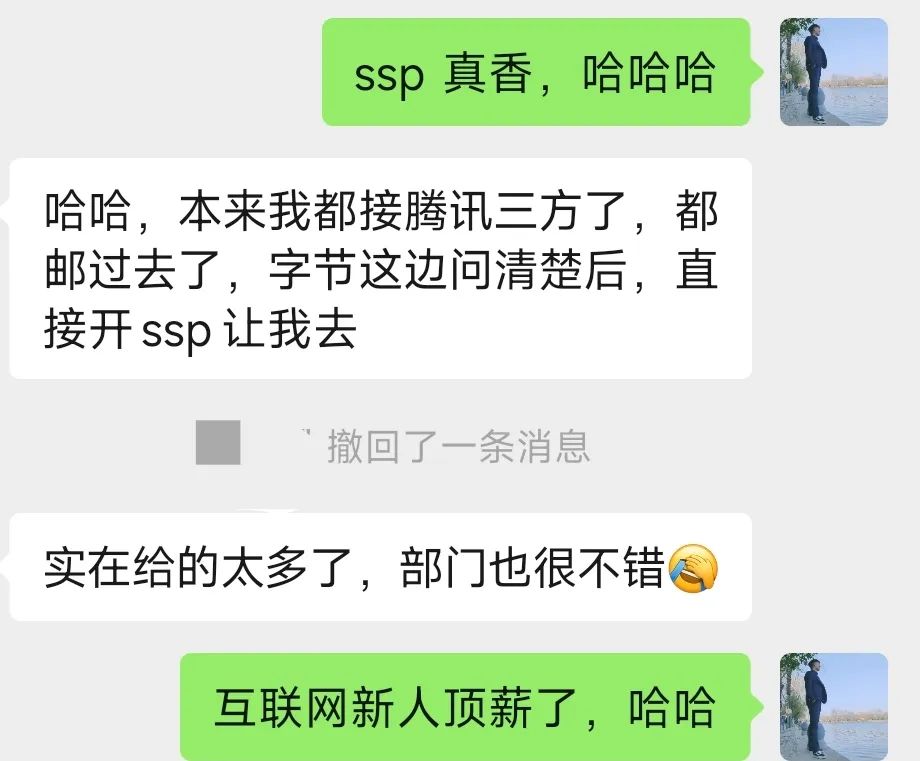 ssp 真香，哈哈哈
哈哈，本来我都接腾讯三方了，都
邮过去了，字节这边问清楚后，直
接开ssp让我去
撤回了一条消息
实在给的太多了，部门也很不错🤦
互联网新人顶薪了，哈哈